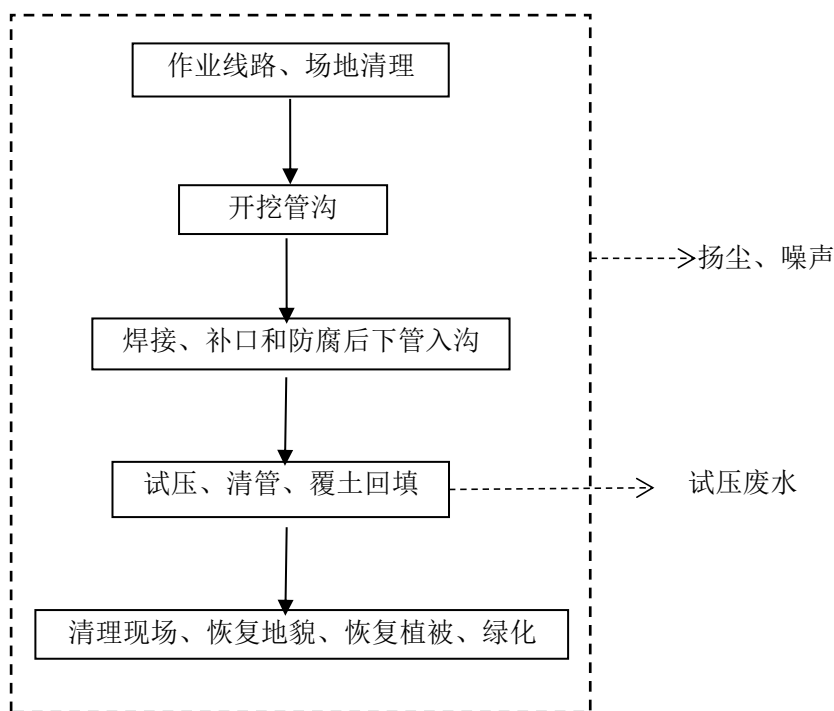 作业线路、场地清理
开挖管沟
扬尘、噪声
焊接、补口和防腐后下管入沟
试压、清管、覆土回填
试压废水
清理现场、恢复地貌、恢复植被、绿化